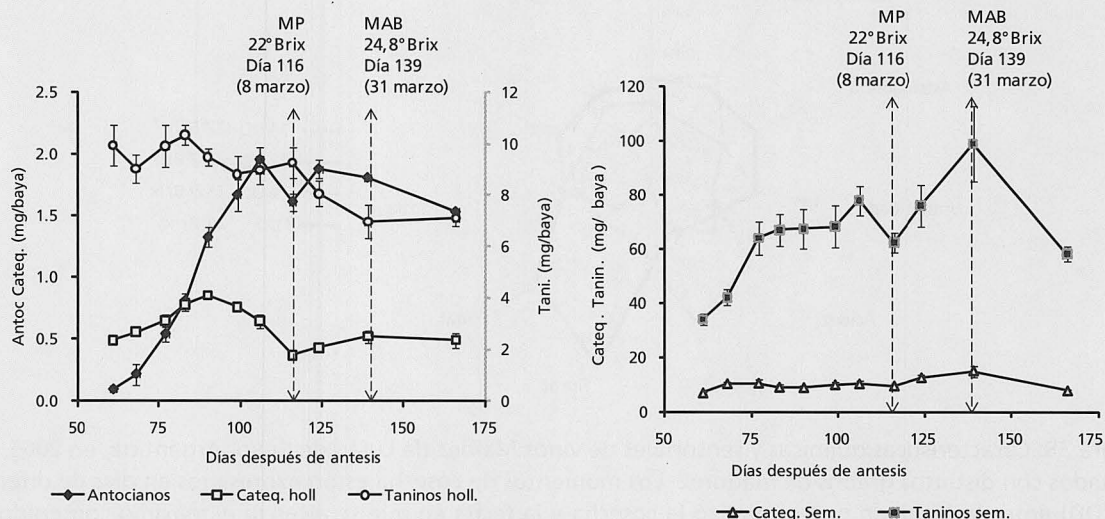 MP
22° Brix
Día 116
(8 marzo)
MAB
24,8° Brix
Día 139
(31 marzo)
2.5
2.0
1.5
1.0
0.5
0.0
Antoc Cateq. (mg/baya)
12
10
8
6
4
2
0
Tani. (mg/baya)
50
75
100
125
150
175
Días después de antesis
Antocianos
Cateq. holl
Taninos holl.
MP
22° Brix
Día 116
(8 marzo)
MAB
24,8° Brix
Día 139
(31 marzo)
120
100
80
60
40
20
0
Cateq. Tanin. (mg/ baya)
50
75
100
125
150
175
Días después de antesis
Cateq. Sem.
Taninos sem.